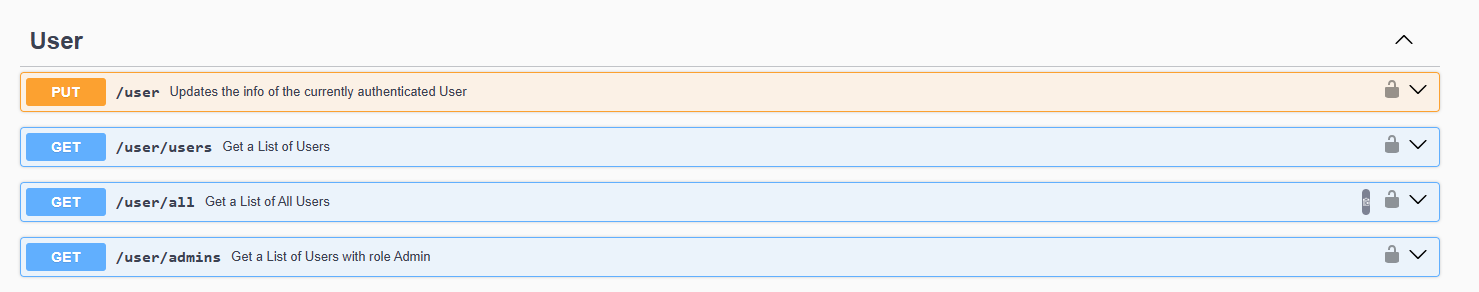 User
PUT /user Updates the info of the currently authenticated User
GET /user/users Get a List of Users
GET /user/all Get a List of All Users
GET /user/admins Get a List of Users with role Admin